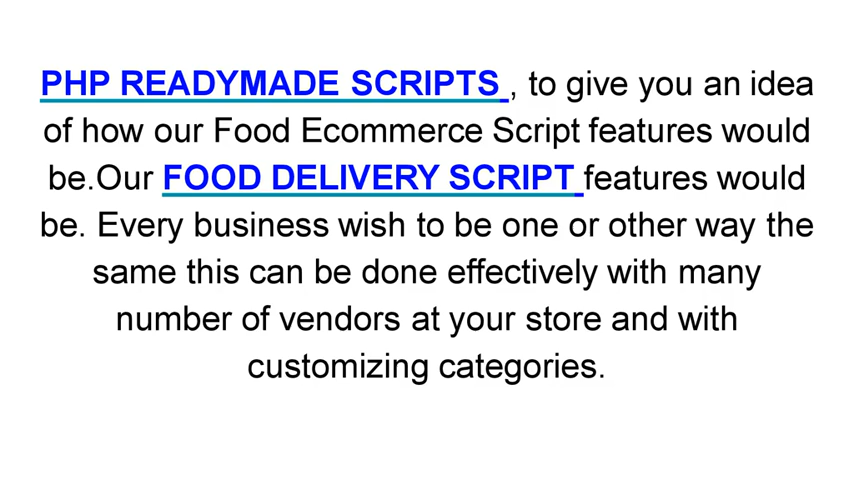 PHP READYMADE SCRIPTS , to give you an idea
of how our Food Ecommerce Script features would
be.Our FOOD DELIVERY SCRIPT features would
be. Every business wish to be one or other way the
same this can be done effectively with many
number of vendors at your store and with
customizing categories.